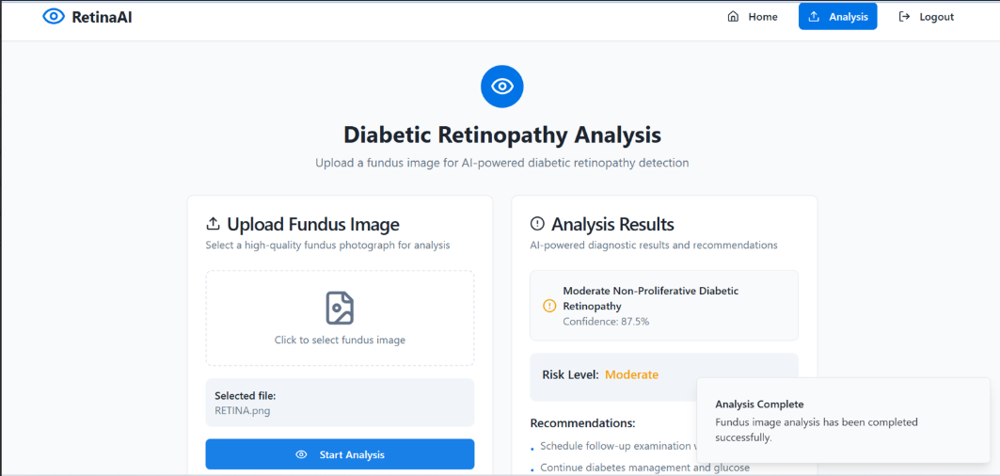 RetinaAI
Home
Analysis
Logout
Diabetic Retinopathy Analysis
Upload a fundus image for AI-powered diabetic retinopathy detection
Upload Fundus Image
Select a high-quality fundus photograph for analysis
Click to select fundus image
Selected file:
RETINA.png
Start Analysis
Analysis Results
AI-powered diagnostic results and recommendations
Moderate Non-Proliferative Diabetic
Retinopathy
Confidence: 87.5%
Risk Level: Moderate
Recommendations:
• Schedule follow-up examination
• Continue diabetes management and glucose
Analysis Complete
Fundus image analysis has been completed
successfully.